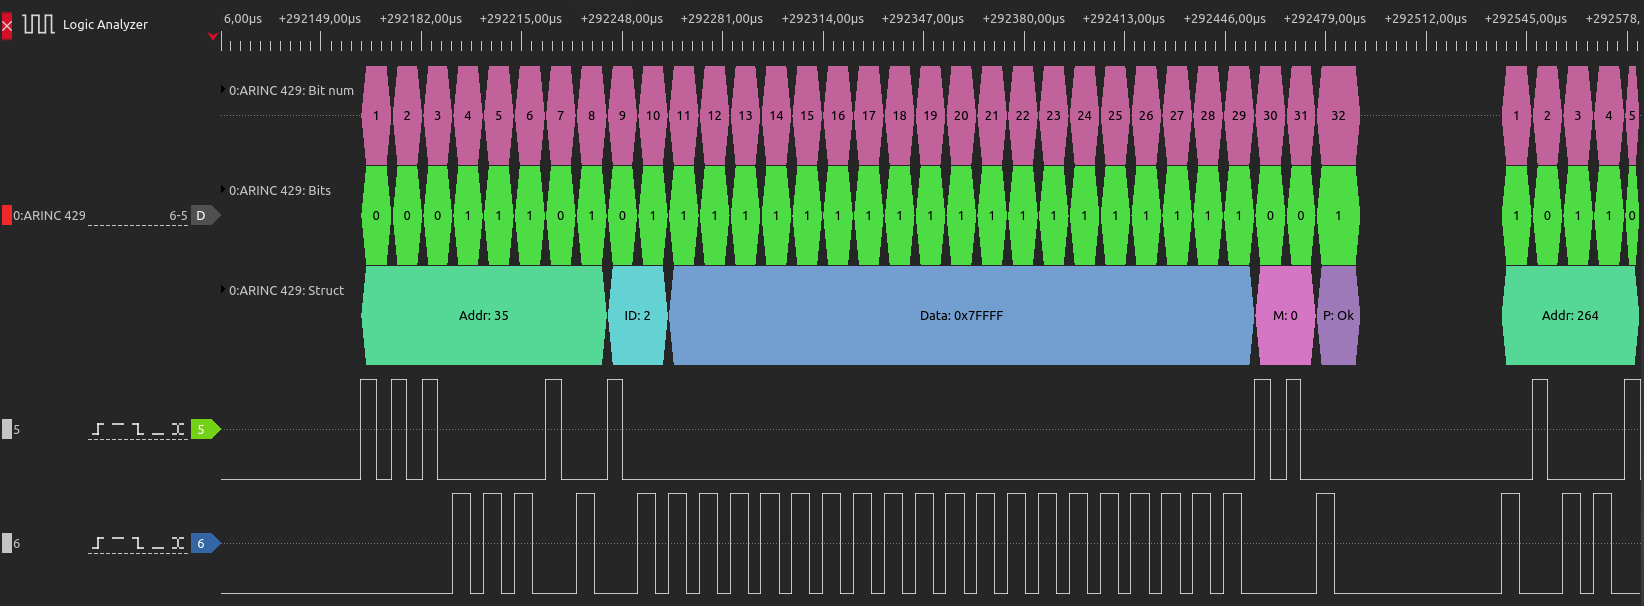 Logic Analyzer
6,00µs +292149,00µs +292182,00µs +292215,00µs +292248,00µs +292281,00µs +292314,00µs +292347,00µs +292380,00µs +292413,00µs +292446,00µs +292479,00µs +292512,00µs +292545,00µs +292578,
0:ARINC 429: Bit num
1 2 3 4 5 6 7 8 9 10 11 12 13 14 15 16 17 18 19 20 21 22 23 24 25 26 27 28 29 30 31 32 1 2 3 4 5
0:ARINC 429: Bits
0:ARINC 429 6-5 D
0 0 0 1 1 1 0 1 0 1 1 1 1 1 1 1 1 1 1 1 1 1 1 1 1 1 1 1 1 0 0 1 1 0 1 1 0
0:ARINC 429: Struct
Addr: 35 ID: 2 Data: 0x7FFFF M: 0 P: Ok Addr: 264
5 5
6 6